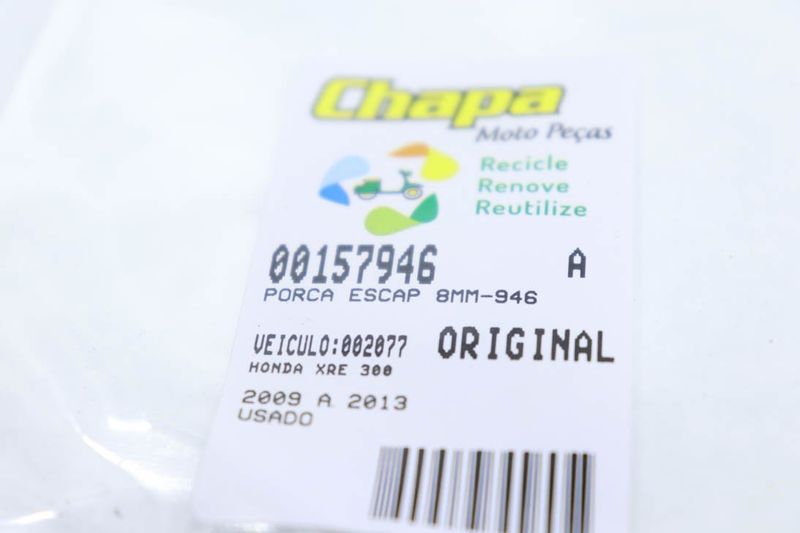 Chapa
Moto Peças
Recicle
Renove
Reutilize
00157946 A
PORCA ESCAP 8MM-946
VEICULO:002077 ORIGINAL
HONDA XRE 300
2009 A 2013
USADO